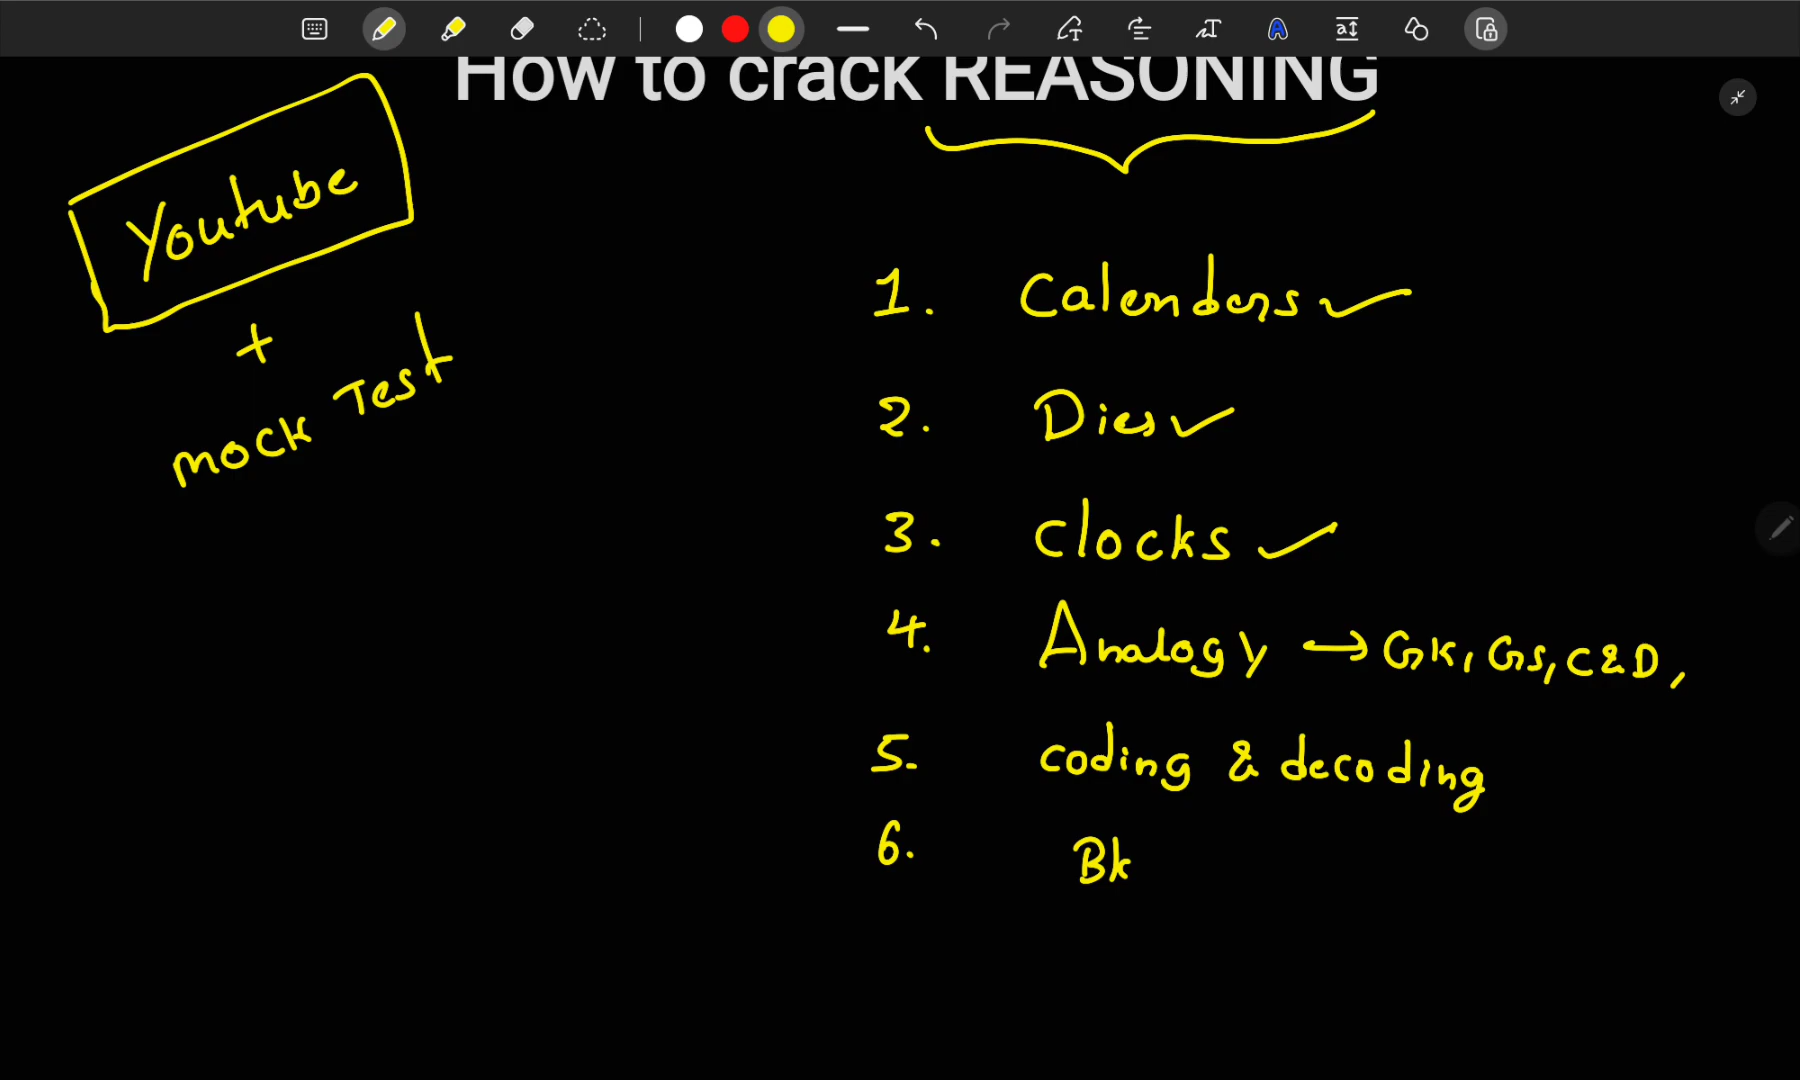 How to crack REASONING
Youtube
+
mock Test
1. Calenders
2. Dies
3. Clocks
4. Analogy → GK, GS, C & D,
5. coding & decoding
6. Bk